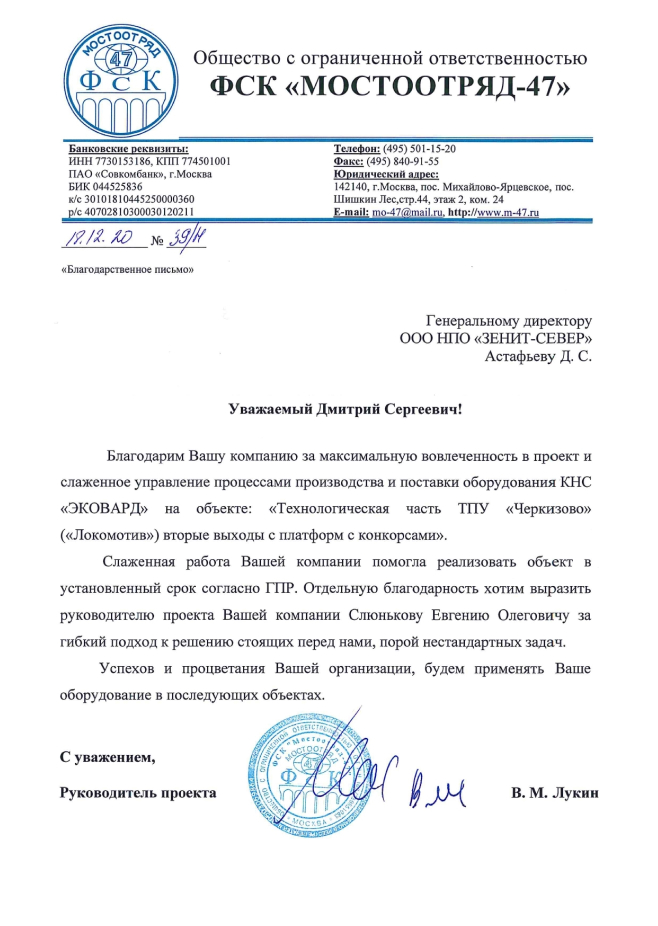 МОСТООТРЯД
47
ФСК
Общество с ограниченной ответственностью
ФСК «МОСТООТРЯД-47»
Банковские реквизиты:
ИНН 7730153186, КПП 774501001
ПАО «Совкомбанк», г.Москва
БИК 044525836
к/с 30101810445250000360
р/с 40702810300030120211
Телефон: (495) 501-15-20
Факс: (495) 840-91-55
Юридический адрес:
142140, г.Москва, пос. Михайлово-Ярцевское, пос.
Шишкин Лес,стр.44, этаж 2, ком. 24
E-mail: mo-47@mail.ru, http://www.m-47.ru
18.12.20 № 39/Н
«Благодарственное письмо»
Генеральному директору
ООО НПО «ЗЕНИТ-СЕВЕР»
Астафьеву Д. С.
Уважаемый Дмитрий Сергеевич!
Благодарим Вашу компанию за максимальную вовлеченность в проект и
слаженное управление процессами производства и поставки оборудования КНС
«ЭКОВАРД» на объекте: «Технологическая часть ТПУ «Черкизово»
(«Локомотив») вторые выходы с платформ с конкорсами».
Слаженная работа Вашей компании помогла реализовать объект в
установленный срок согласно ГПР. Отдельную благодарность хотим выразить
руководителю проекта Вашей компании Слюнькову Евгению Олеговичу за
гибкий подход к решению стоящих перед нами, порой нестандартных задач.
Успехов и процветания Вашей организации, будем применять Ваше
оборудование в последующих объектах.
С уважением,
МОСТООТРЯД
47
ФСК
МОСКВА
Руководитель проекта
В. М. Лукин